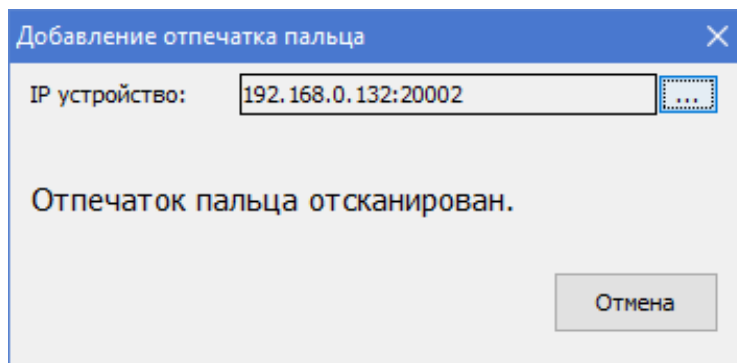 Добавление отпечатка пальца
IP устройство: 192.168.0.132:20002 ...
Отпечаток пальца отсканирован.
Отмена